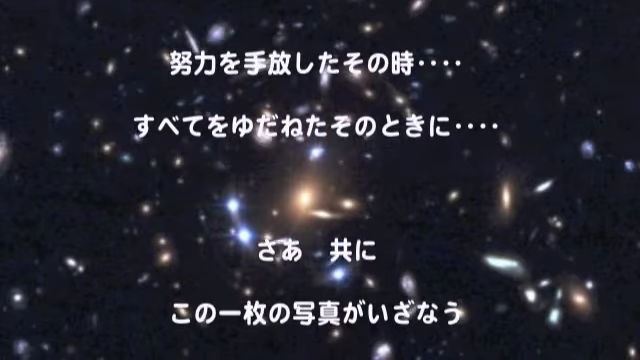 努力を手放したその時‥‥
すべてをゆだねたそのときに‥‥
さあ　共に
この一枚の写真がいざなう